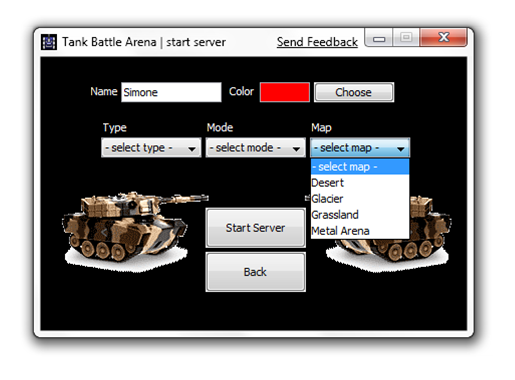 Tank Battle Arena | start server Send Feedback
Name Simone Color Choose
Type Mode Map
- select type - - select mode - - select map -
- select map -
Desert
Glacier
Grassland
Metal Arena
Start Server
Back